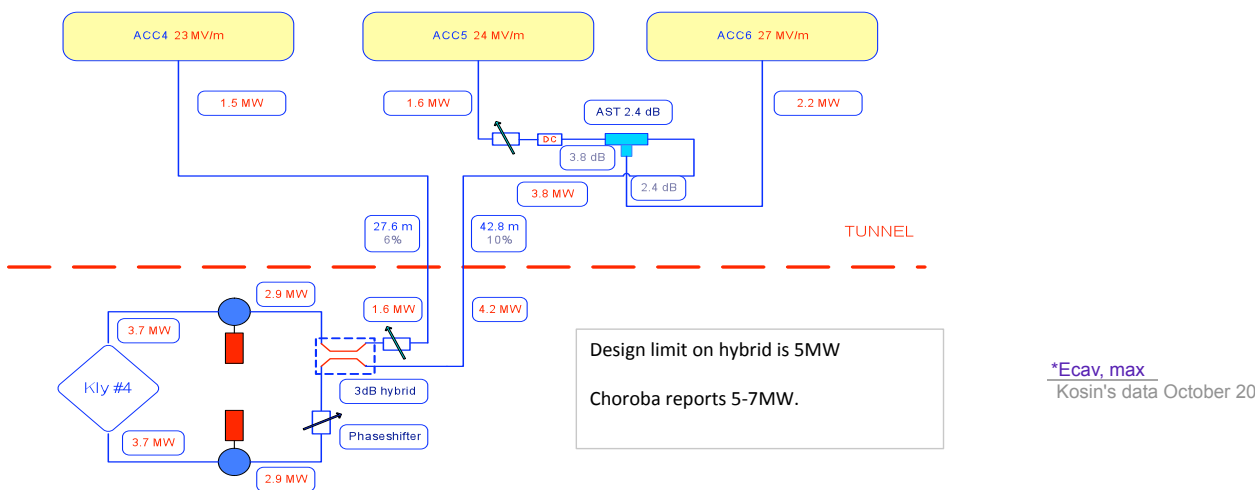 ACC4 23 MV/m
ACC5 24 MV/m
ACC6 27 MV/m
1.5 MW
1.6 MW
2.2 MW
AST 2.4 dB
DC
3.8 dB
2.4 dB
3.8 MW
27.6 m
6%
42.8 m
10%
TUNNEL
2.9 MW
1.6 MW
4.2 MW
3.7 MW
Kly #4
3dB hybrid
Phaseshifter
3.7 MW
2.9 MW
Design limit on hybrid is 5MW
Choroba reports 5-7MW.
*Ecav, max
Kosin's data October 20